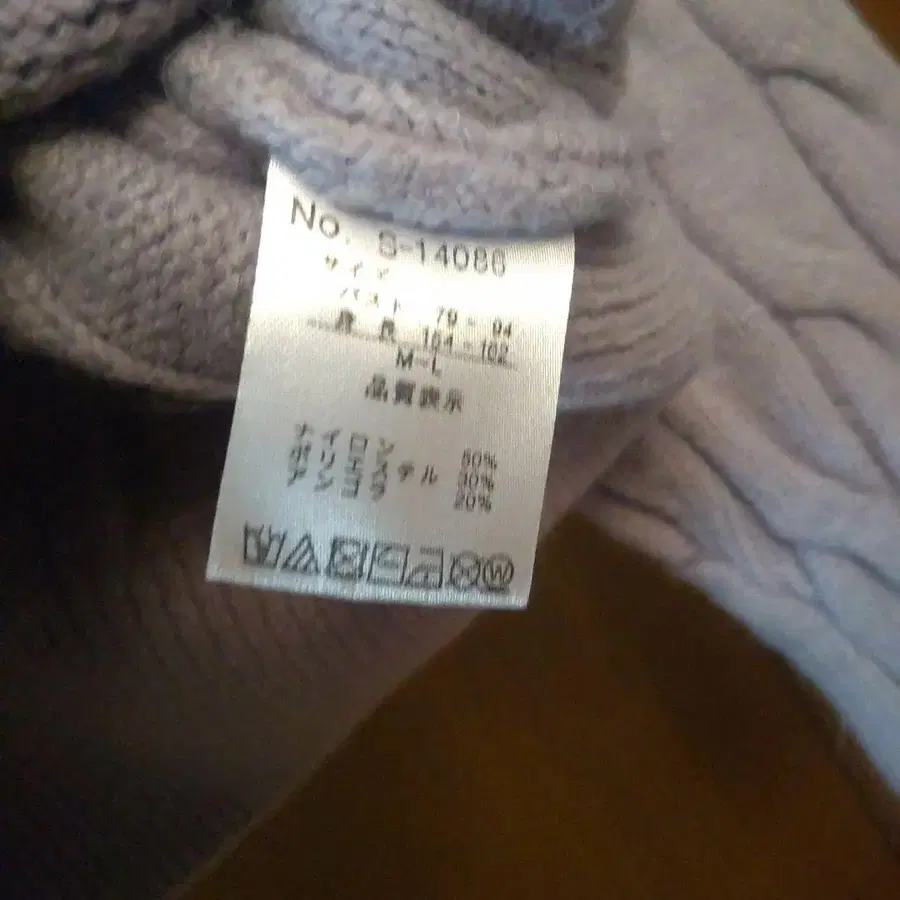 No. S-14086
サイズ
バスト 79 - 94
身長 154 - 162
M-L
品質表示
ナイロン 50%
ポリエステル 30%
アンゴラ 20%